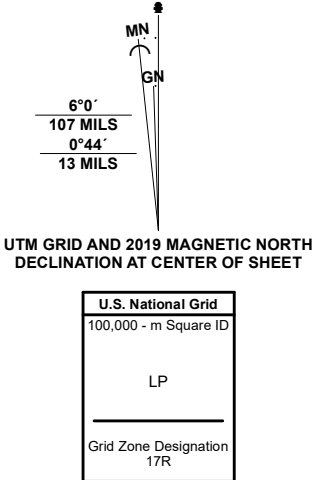 MN
GN
6°0´
107 MILS
0°44´
13 MILS
UTM GRID AND 2019 MAGNETIC NORTH
DECLINATION AT CENTER OF SHEET
U.S. National Grid
100,000 - m Square ID
LP
Grid Zone Designation
17R